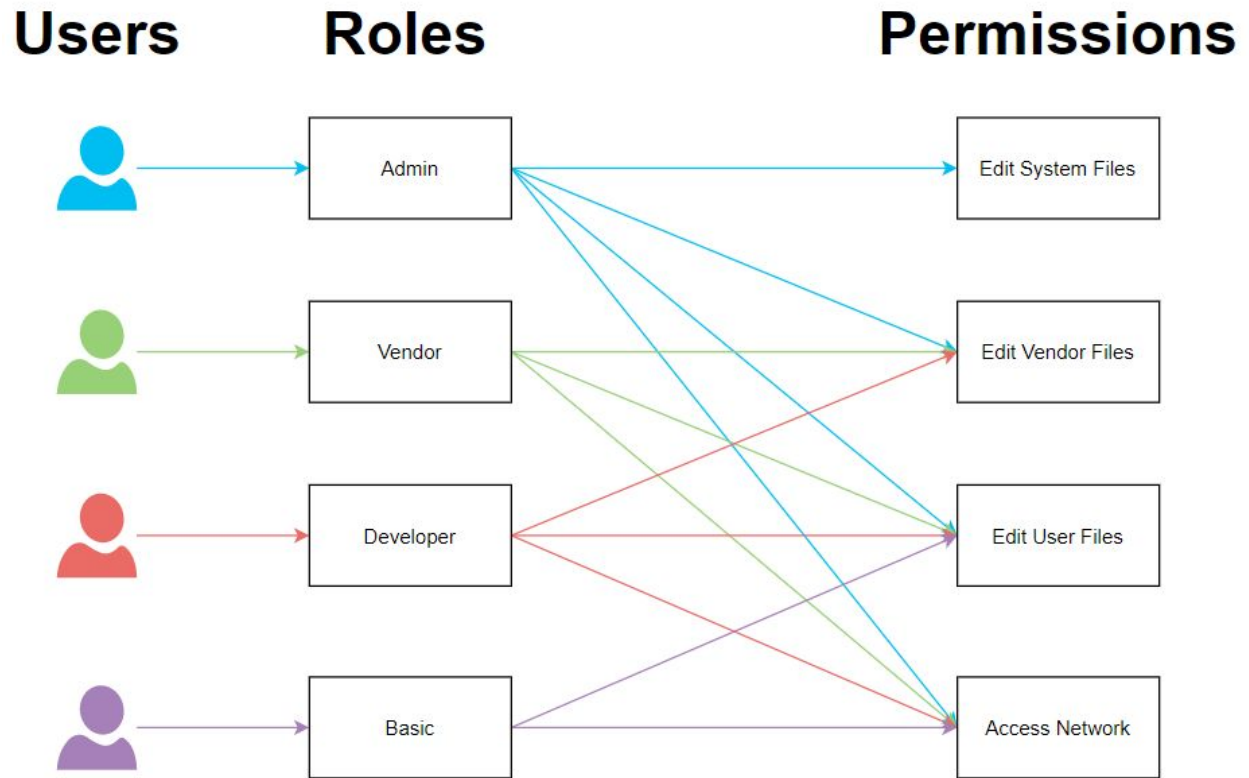 Users
Roles
Permissions
Admin
Edit System Files
Vendor
Edit Vendor Files
Developer
Edit User Files
Basic
Access Network